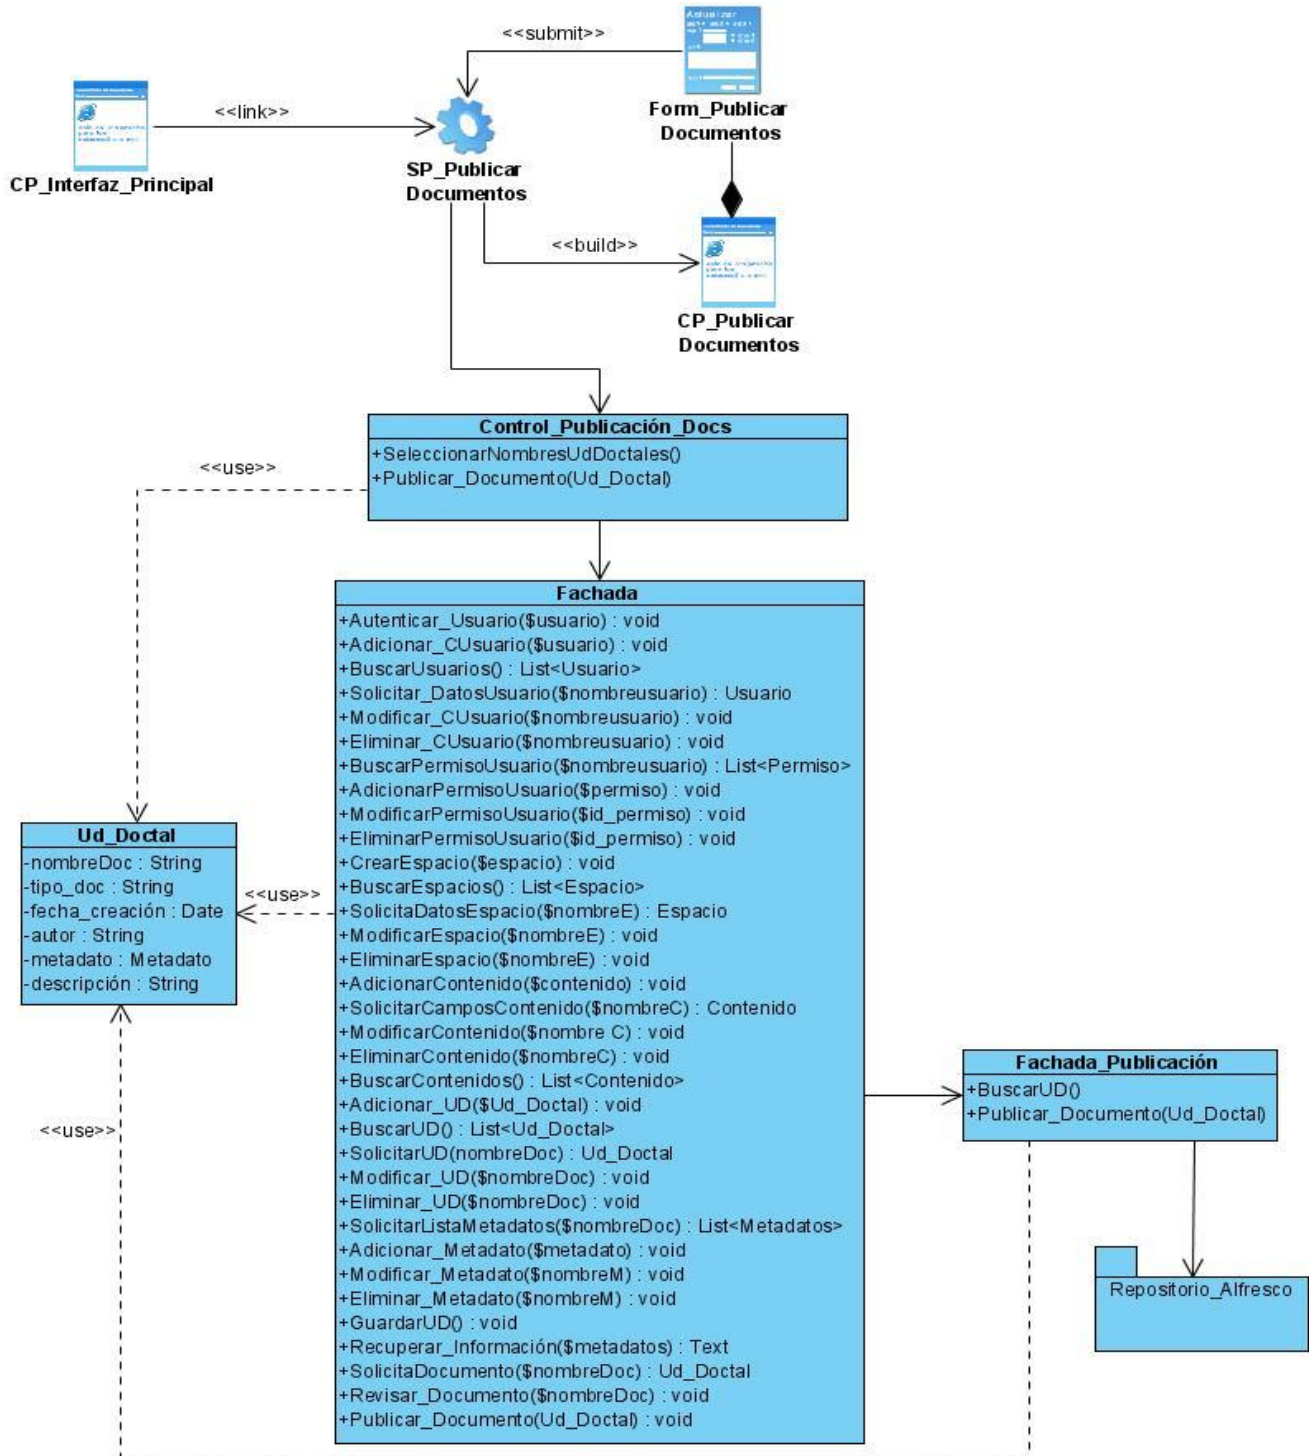 Actualizar
<<submit>>
Form_Publicar
Documentos
<<link>>
CP_Interfaz_Principal
SP_Publicar
Documentos
<<build>>
CP_Publicar
Documentos
Control_Publicación_Docs
+SeleccionarNombresUdDoctales()
+Publicar_Documento(Ud_Doctal)
<<use>>
Fachada
+Autenticar_Usuario($usuario) : void
+Adicionar_CUsuario($usuario) : void
+BuscarUsuarios() : List<Usuario>
+Solicitar_DatosUsuario($nombreusuario) : Usuario
+Modificar_CUsuario($nombreusuario) : void
+Eliminar_CUsuario($nombreusuario) : void
+BuscarPermisoUsuario($nombreusuario) : List<Permiso>
+AdicionarPermisoUsuario($permiso) : void
+ModificarPermisoUsuario($id_permiso) : void
+EliminarPermisoUsuario($id_permiso) : void
+CrearEspacio($espacio) : void
+BuscarEspacios() : List<Espacio>
+SolicitaDatosEspacio($nombreE) : Espacio
+ModificarEspacio($nombreE) : void
+EliminarEspacio($nombreE) : void
+AdicionarContenido($contenido) : void
+SolicitarCamposContenido($nombreC) : Contenido
+ModificarContenido($nombre C) : void
+EliminarContenido($nombreC) : void
+BuscarContenidos() : List<Contenido>
+Adicionar_UD($Ud_Doctal) : void
+BuscarUD() : List<Ud_Doctal>
+SolicitarUD(nombreDoc) : Ud_Doctal
+Modificar_UD($nombreDoc) : void
+Eliminar_UD($nombreDoc) : void
+SolicitarListaMetadatos($nombreDoc) : List<Metadatos>
+Adicionar_Metadato($metadato) : void
+Modificar_Metadato($nombreM) : void
+Eliminar_Metadato($nombreM) : void
+GuardarUD() : void
+Recuperar_Información($metadatos) : Text
+SolicitaDocumento($nombreDoc) : Ud_Doctal
+Revisar_Documento($nombreDoc) : void
+Publicar_Documento(Ud_Doctal) : void
Ud_Doctal
-nombreDoc : String
-tipo_doc : String
-fecha_creación : Date
-autor : String
-metadato : Metadato
-descripción : String
<<use>>
<<use>>
Fachada_Publicación
+BuscarUD()
+Publicar_Documento(Ud_Doctal)
Repositorio_Alfresco